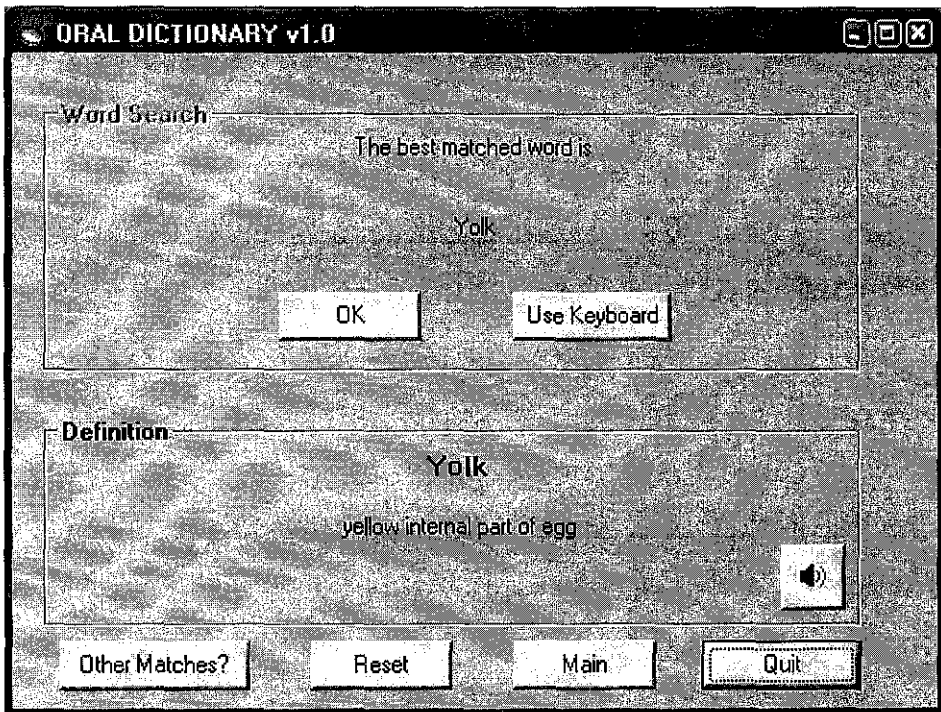 ORAL DICTIONARY v1.0
Word Search
The best matched word is
Yolk
OK Use Keyboard
Definition
Yolk
yellow internal part of egg
Other Matches? Reset Main Quit